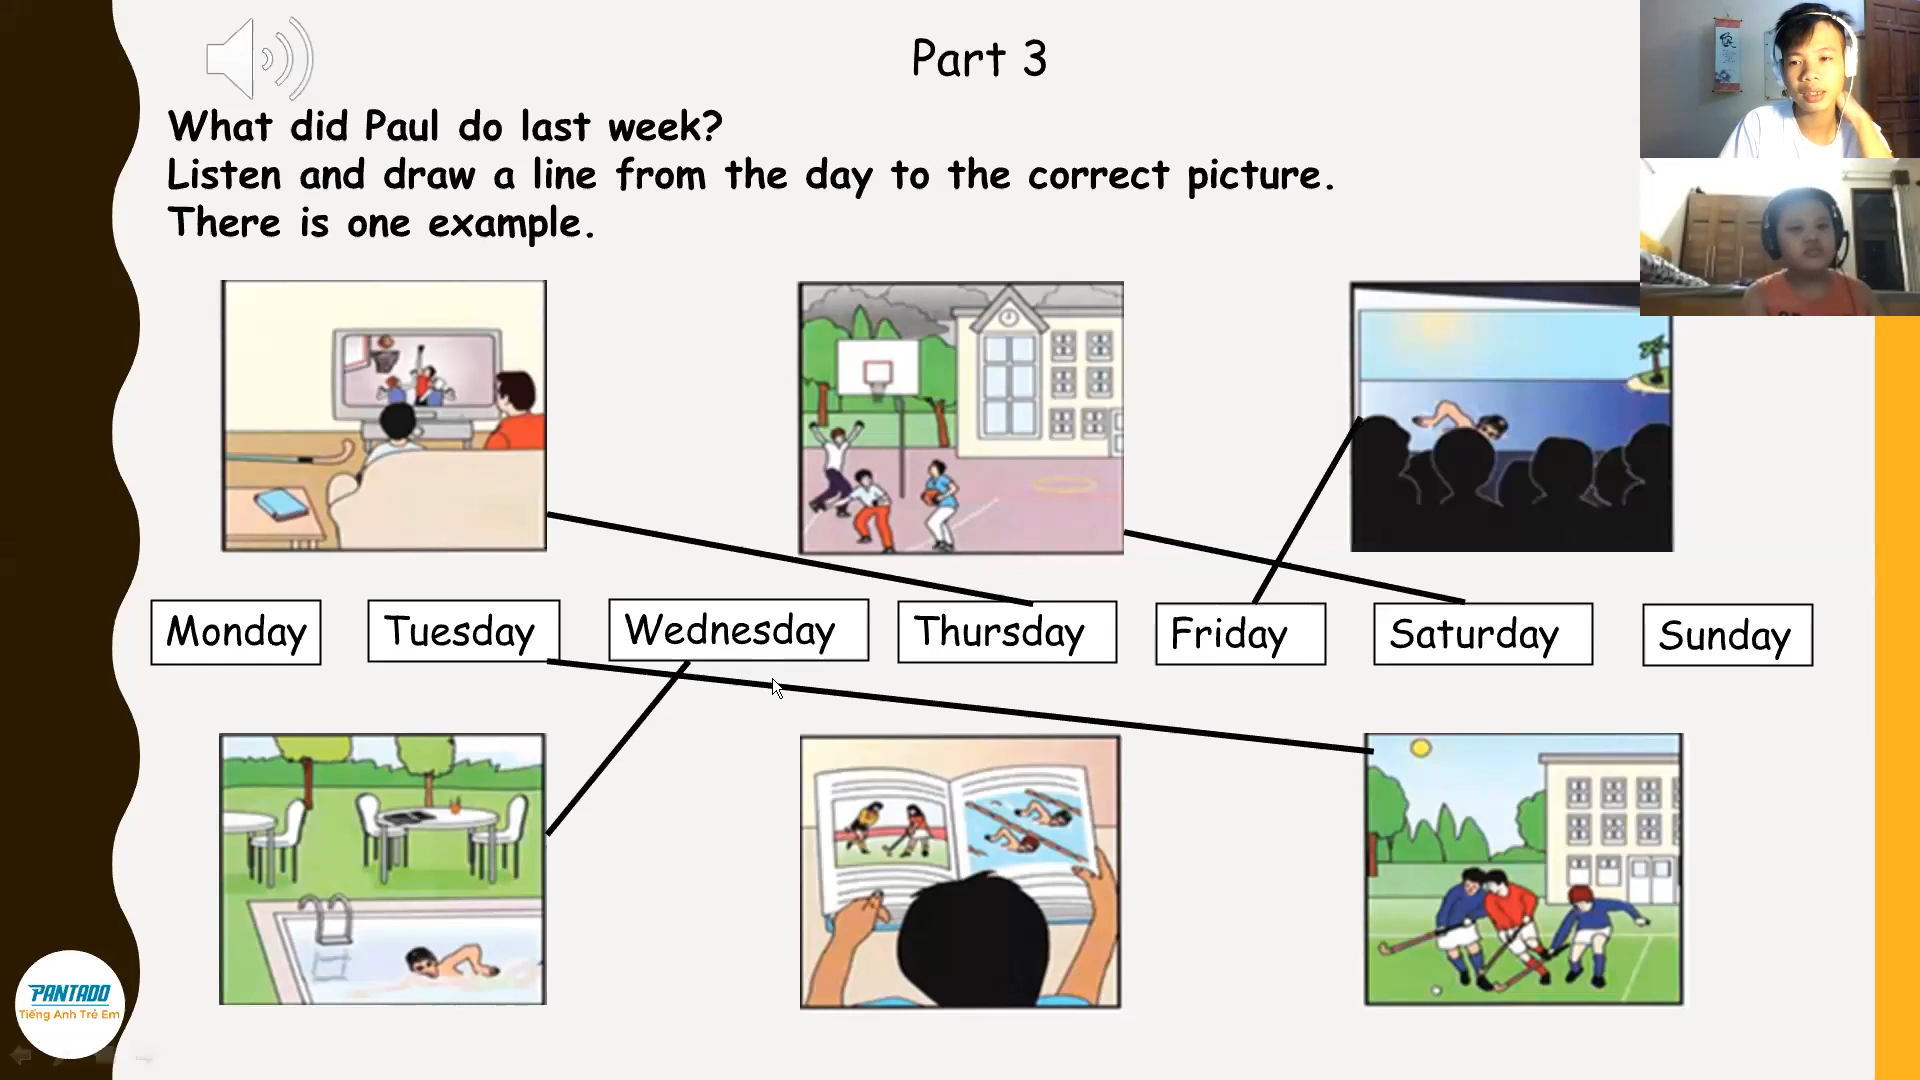 Part 3
What did Paul do last week?
Listen and draw a line from the day to the correct picture.
There is one example.
Monday
Tuesday
Wednesday
Thursday
Friday
Saturday
Sunday
PANTADO
Tiếng Anh Trẻ Em